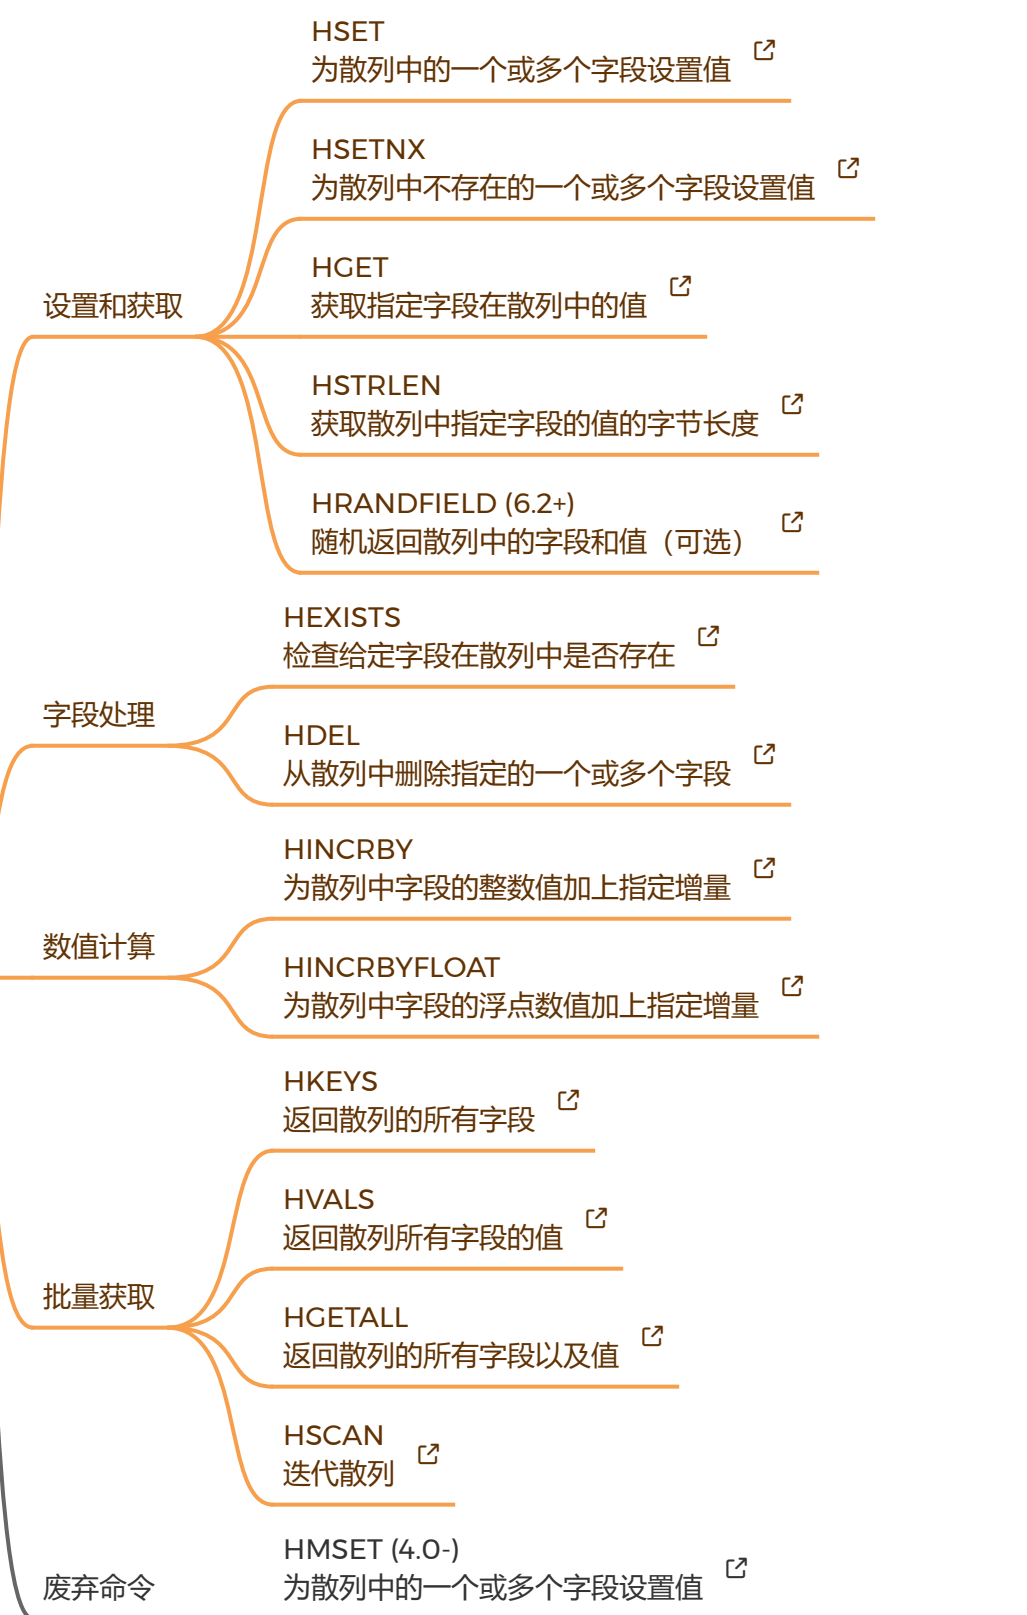 设置和获取
HSET
为散列中的一个或多个字段设置值
HSETNX
为散列中不存在的一个或多个字段设置值
HGET
获取指定字段在散列中的值
HSTRLEN
获取散列中指定字段的值的字节长度
HRANDFIELD (6.2+)
随机返回散列中的字段和值（可选）
字段处理
HEXISTS
检查给定字段在散列中是否存在
HDEL
从散列中删除指定的一个或多个字段
数值计算
HINCRBY
为散列中字段的整数值加上指定增量
HINCRBYFLOAT
为散列中字段的浮点数值加上指定增量
批量获取
HKEYS
返回散列的所有字段
HVALS
返回散列所有字段的值
HGETALL
返回散列的所有字段以及值
HSCAN
迭代散列
废弃命令
HMSET (4.0-)
为散列中的一个或多个字段设置值